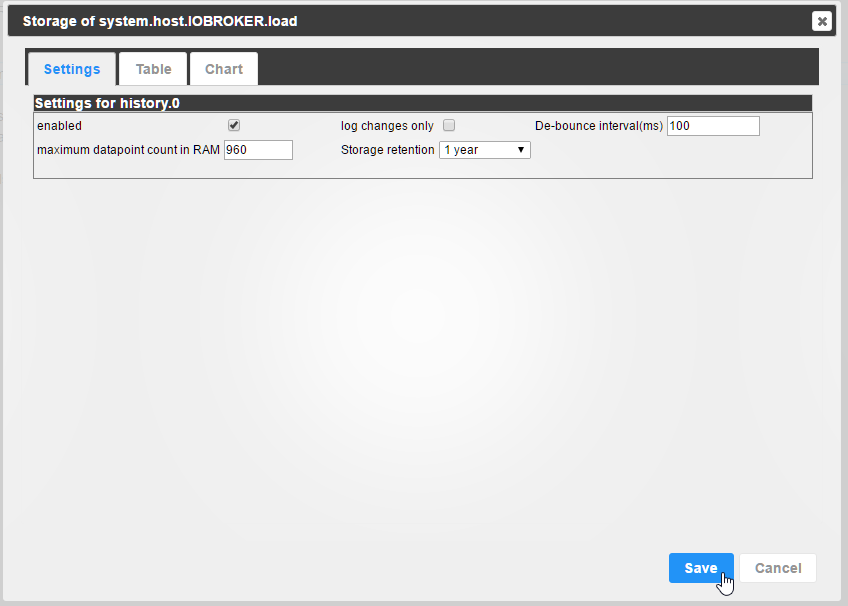 Storage of system.host.IOBROKER.load
Settings Table Chart
Settings for history.0
enabled log changes only De-bounce interval(ms) 100
maximum datapoint count in RAM 960 Storage retention 1 year
Save Cancel